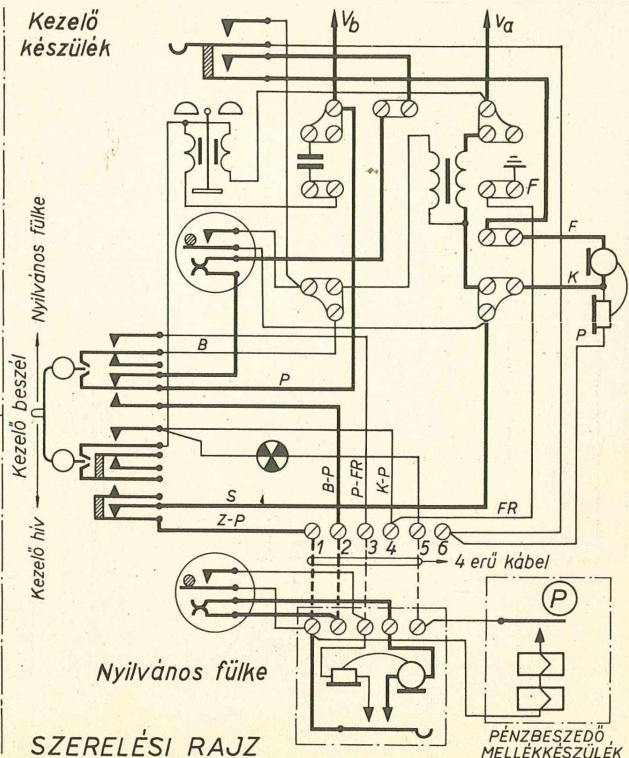 Kezelő
készülék
Vb
Va
F
F
K
P
Nyilvános fülke
Kezelő beszél
Kezelő hív
B
P
B-P
P-FR
K-P
S
Z-P
FR
1 2 3 4 5 6
4 erű kábel
P
Nyilvános fülke
SZERELÉSI RAJZ
PÉNZBESZEDŐ
MELLÉKKÉSZÜLÉK